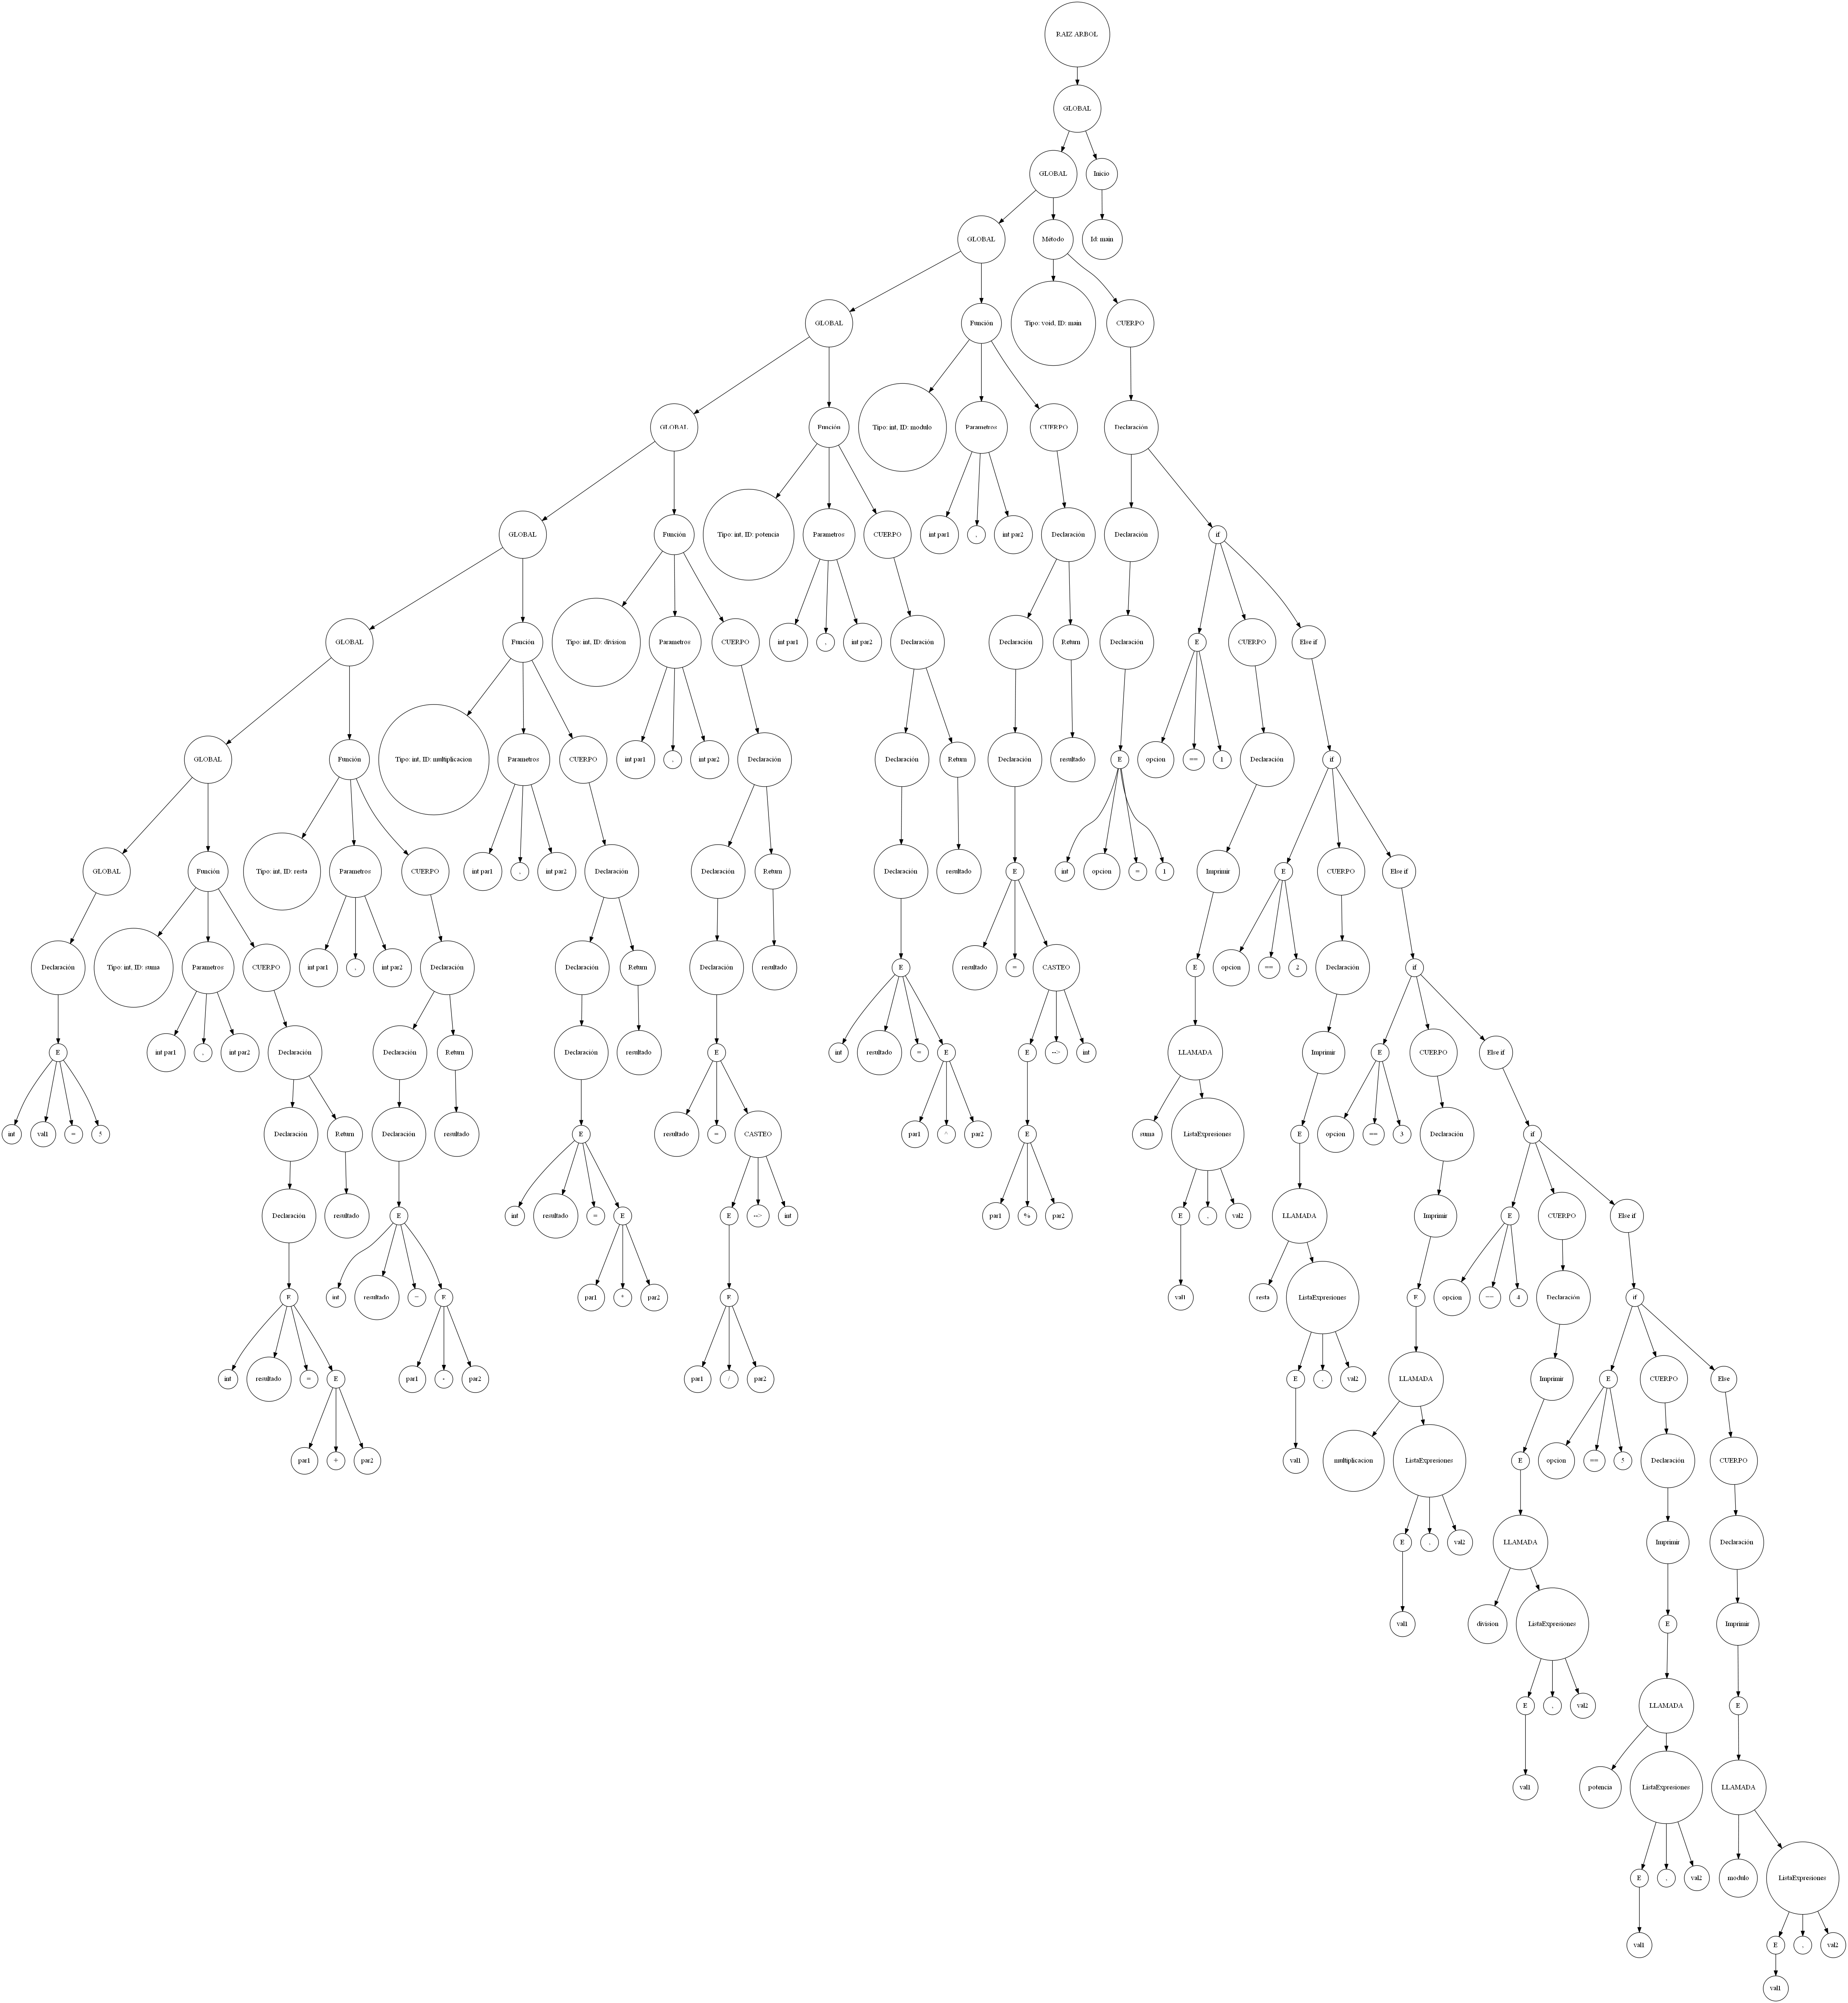 RAIZ ARBOL
GLOBAL
GLOBAL Inicio
GLOBAL Método Id: main
GLOBAL Función Tipo: void, ID: main CUERPO
GLOBAL Función Tipo: int, ID: modulo Parametros CUERPO Declaración
GLOBAL Función Tipo: int, ID: potencia Parametros CUERPO int par1 , int par2 Declaración Declaración if
GLOBAL Función Tipo: int, ID: division Parametros CUERPO int par1 , int par2 Declaración Declaración Return Declaración E CUERPO Else if
GLOBAL Función Tipo: int, ID: multiplicacion Parametros CUERPO int par1 , int par2 Declaración Declaración Return Declaración resultado E opcion == 1 Declaración if
GLOBAL Función Tipo: int, ID: resta Parametros CUERPO int par1 , int par2 Declaración Declaración Return Declaración resultado E int opcion = 1 Imprimir E CUERPO Else if
Declaración Tipo: int, ID: suma Parametros CUERPO int par1 , int par2 Declaración Declaración Return Declaración resultado E resultado = CASTEO E opcion == 2 Declaración if
E int par1 , int par2 Declaración Declaración Return Declaración resultado E int resultado = E E --> int LLAMADA Imprimir E CUERPO Else if
int val1 = 5 Declaración Return Declaración resultado E resultado = CASTEO par1 ^ par2 E suma ListaExpresiones E opcion == 3 Declaración if
Declaración resultado E int resultado = E E --> int par1 % par2 E , val2 LLAMADA Imprimir E CUERPO Else if
E int resultado = E par1 * par2 E val1 resta ListaExpresiones E opcion == 4 Declaración if
int resultado = E par1 - par2 par1 / par2 E , val2 LLAMADA Imprimir E CUERPO Else
par1 + par2 val1 multiplicacion ListaExpresiones E opcion == 5 Declaración CUERPO
E , val2 LLAMADA Imprimir Declaración
val1 division ListaExpresiones E Imprimir
E , val2 LLAMADA E
val1 potencia ListaExpresiones LLAMADA
E , val2 modulo ListaExpresiones
val1 E , val2
val1